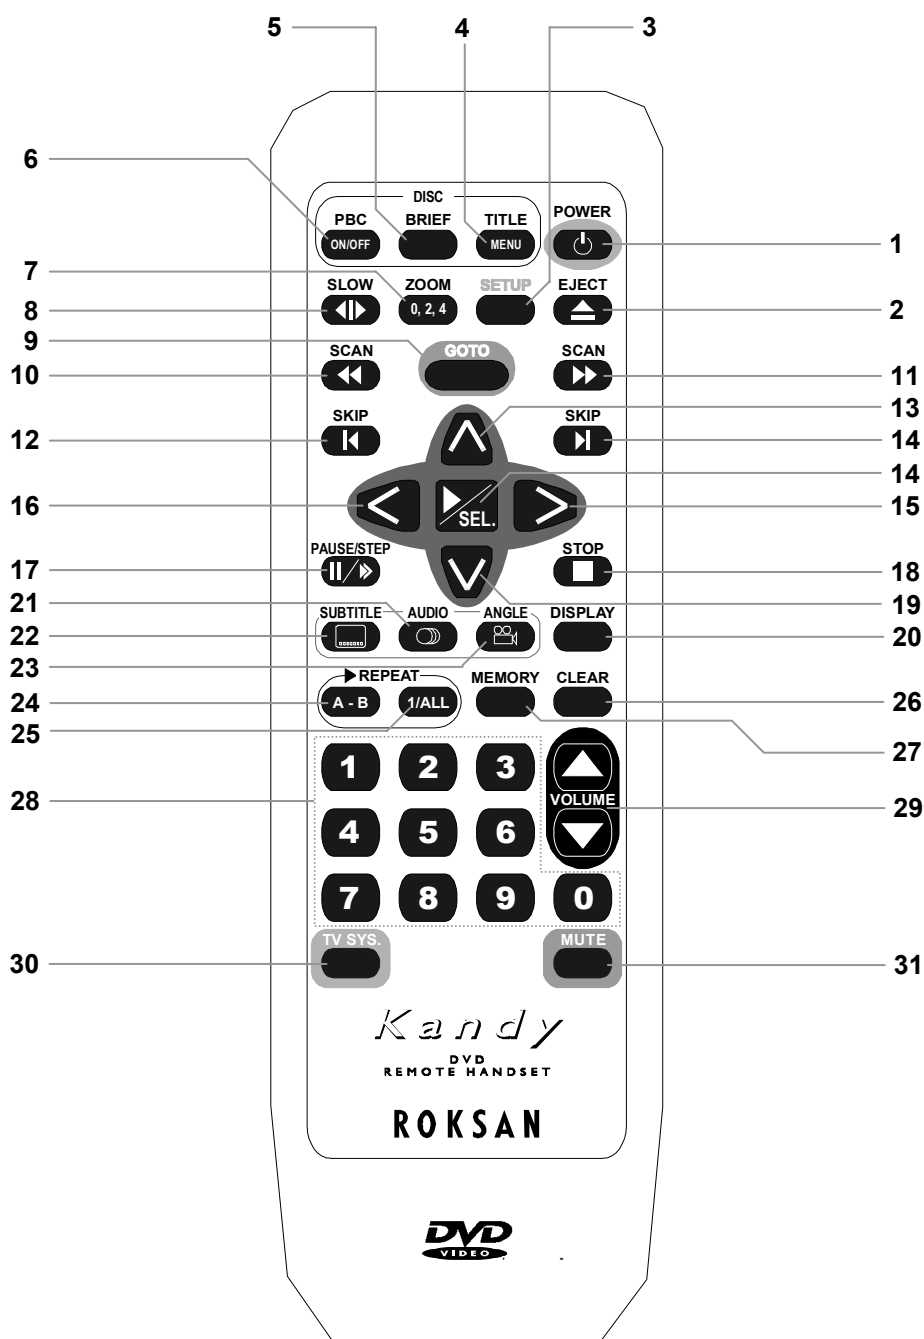 5 4 3
6
DISC
PBC BRIEF TITLE POWER
ON/OFF MENU 1
7
SLOW ZOOM SETUP EJECT
8 0, 2, 4 2
9
SCAN GOTO SCAN
10 11
13
SKIP SKIP
12 14
14
16 SEL. 15
PAUSE/STEP STOP
17 18
21 19
SUBTITLE AUDIO ANGLE DISPLAY
22 20
23
REPEAT MEMORY CLEAR
24 A - B 1/ALL 26
25
27
1 2 3
28 VOLUME 29
4 5 6
7 8 9 0
TV SYS. MUTE
30 31
Kandy
DVD
REMOTE HANDSET
ROKSAN
DVD
VIDEO